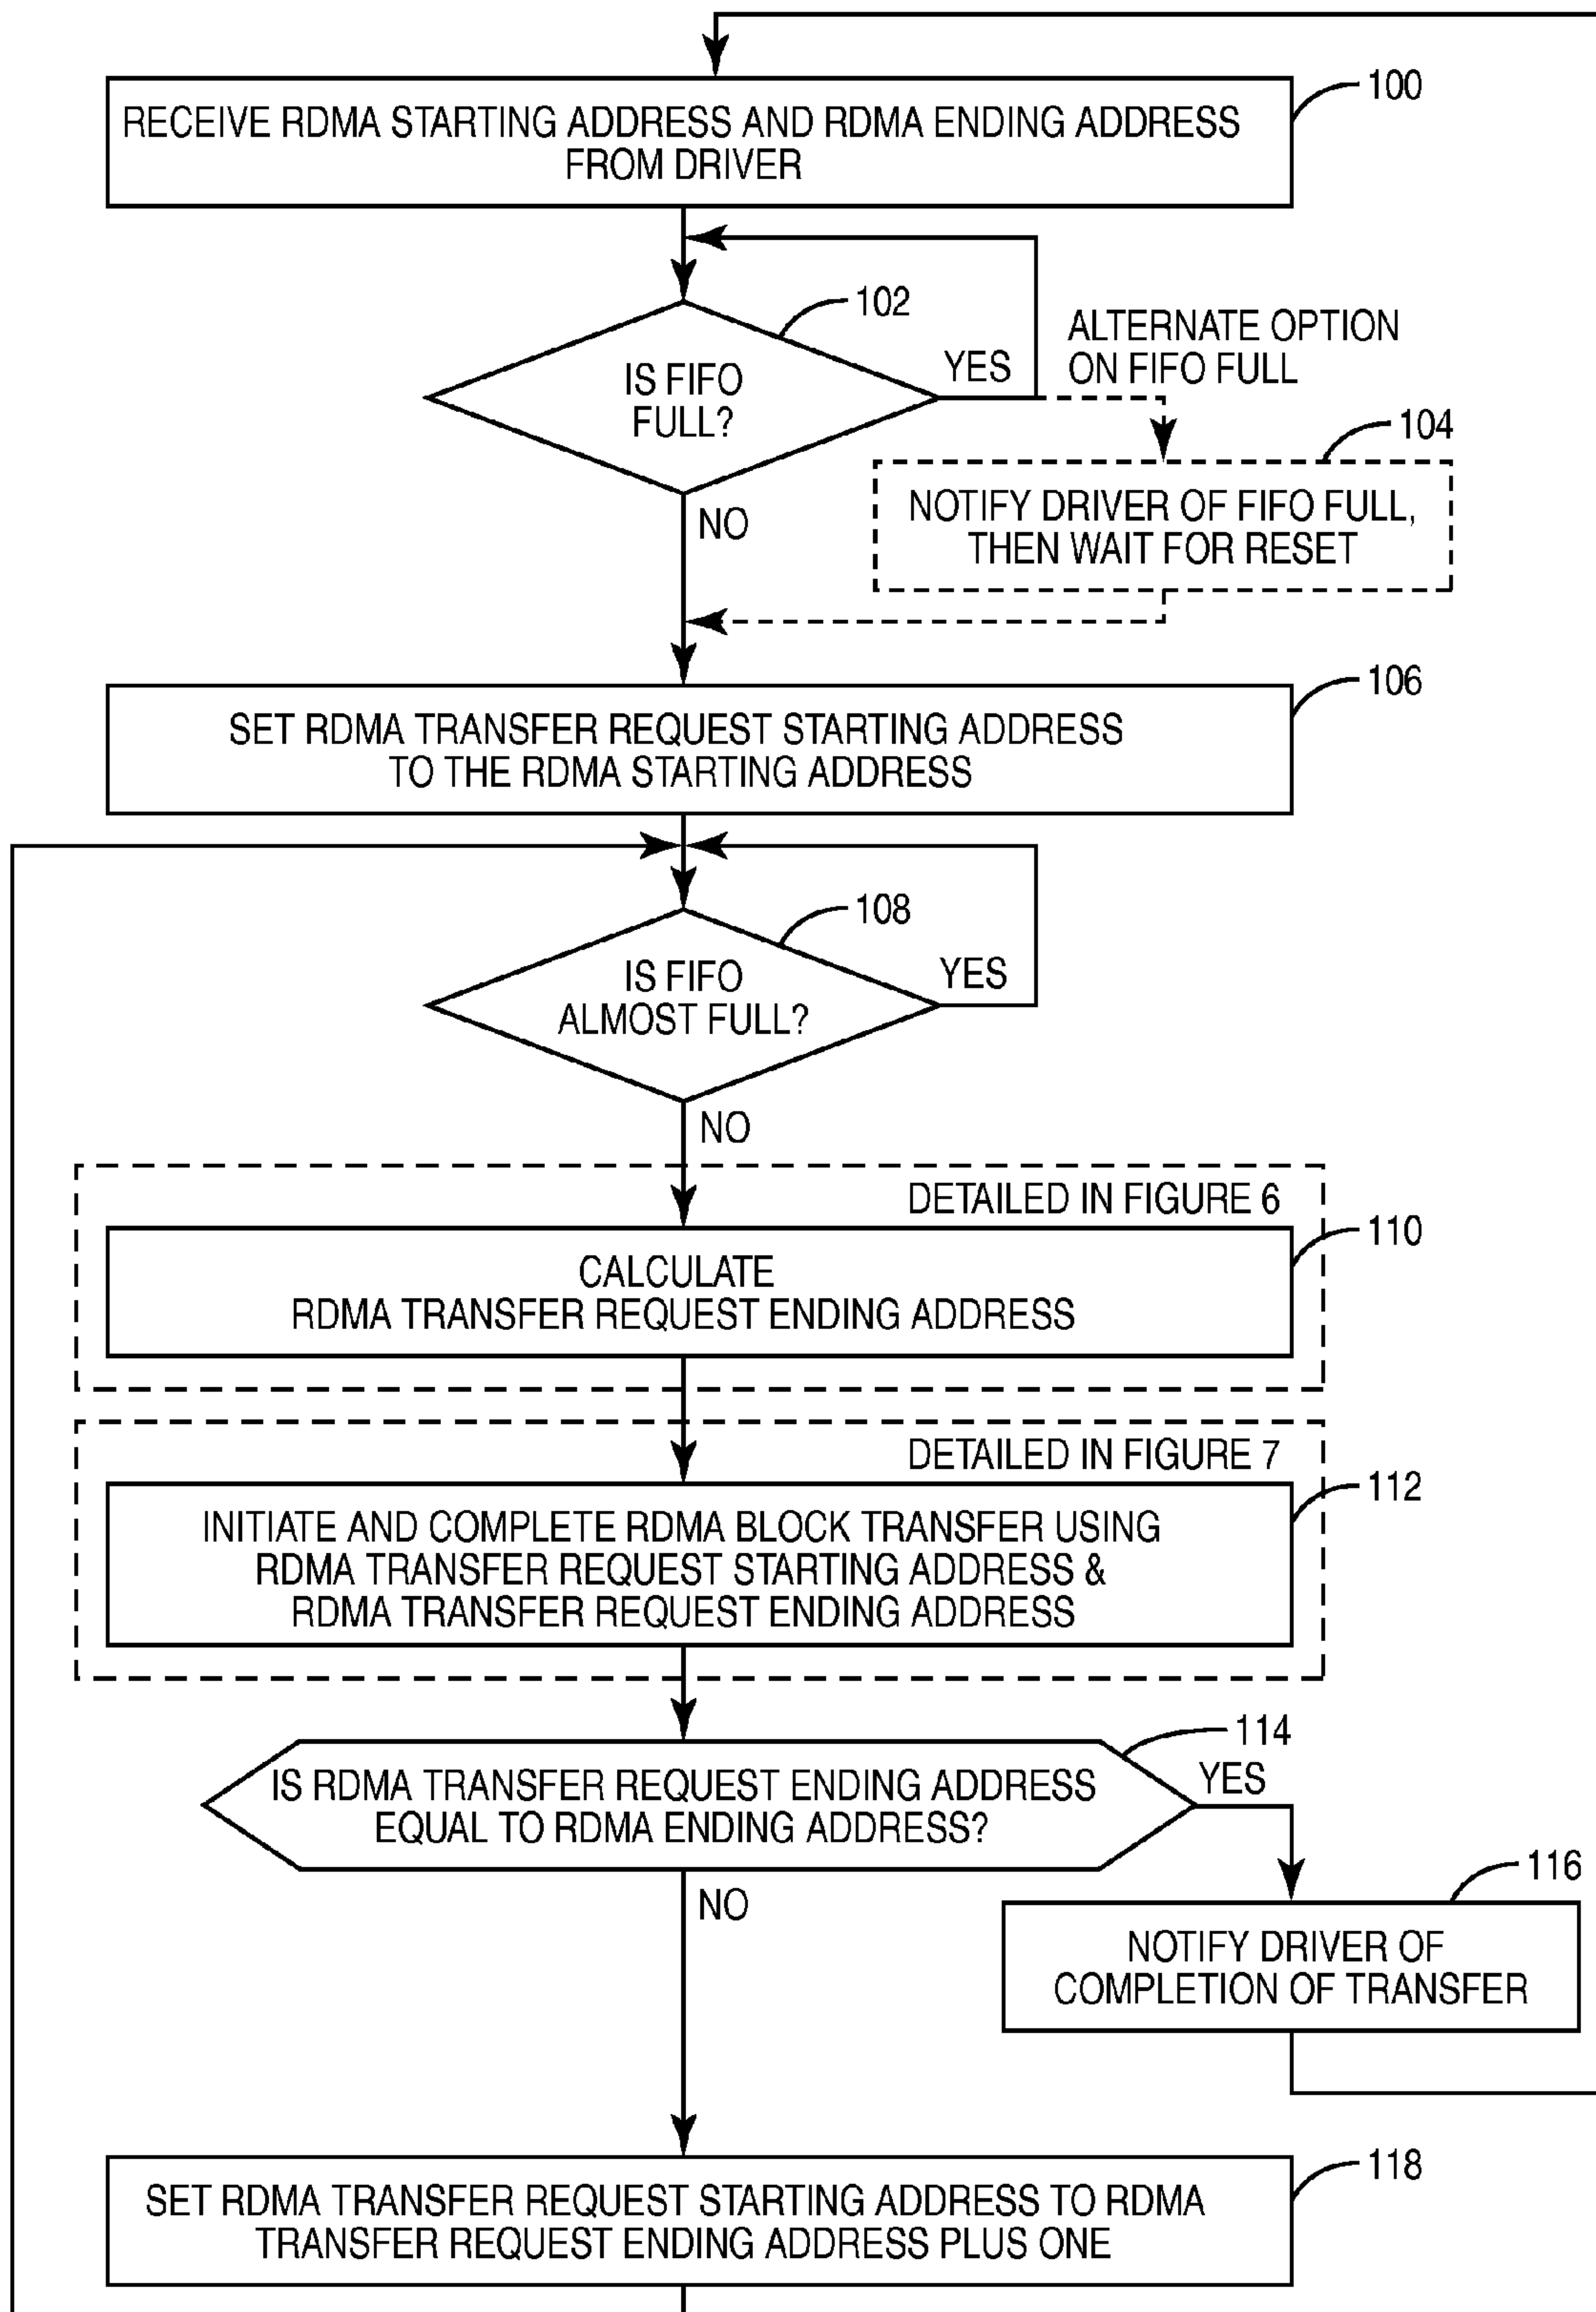 100
RECEIVE RDMA STARTING ADDRESS AND RDMA ENDING ADDRESS
FROM DRIVER
102
IS FIFO
FULL?
YES
ALTERNATE OPTION
ON FIFO FULL
104
NOTIFY DRIVER OF FIFO FULL,
THEN WAIT FOR RESET
NO
106
SET RDMA TRANSFER REQUEST STARTING ADDRESS
TO THE RDMA STARTING ADDRESS
108
IS FIFO
ALMOST FULL?
YES
NO
DETAILED IN FIGURE 6
110
CALCULATE
RDMA TRANSFER REQUEST ENDING ADDRESS
DETAILED IN FIGURE 7
112
INITIATE AND COMPLETE RDMA BLOCK TRANSFER USING
RDMA TRANSFER REQUEST STARTING ADDRESS &
RDMA TRANSFER REQUEST ENDING ADDRESS
114
IS RDMA TRANSFER REQUEST ENDING ADDRESS
EQUAL TO RDMA ENDING ADDRESS?
YES
116
NOTIFY DRIVER OF
COMPLETION OF TRANSFER
NO
118
SET RDMA TRANSFER REQUEST STARTING ADDRESS TO RDMA
TRANSFER REQUEST ENDING ADDRESS PLUS ONE